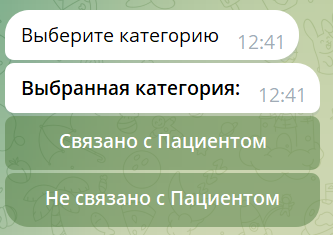 Выберите категорию 12:41
Выбранная категория: 12:41
Связано с Пациентом
Не связано с Пациентом